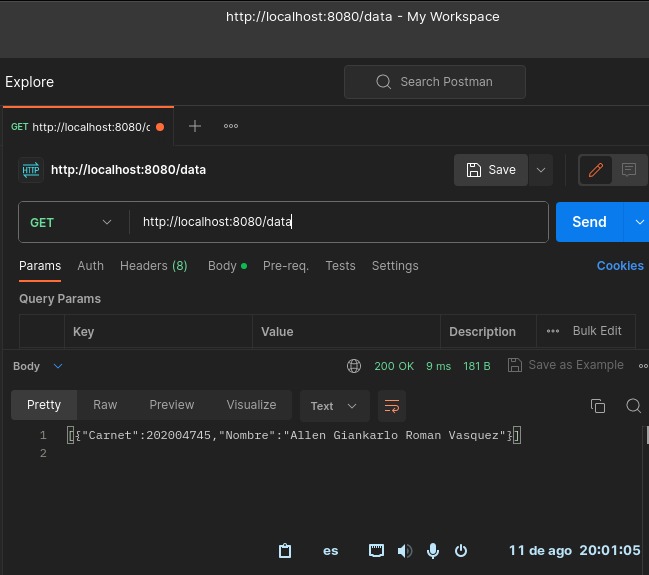 http://localhost:8080/data - My Workspace
Explore
Search Postman
GET http://localhost:8080/c
HTTP http://localhost:8080/data
Save
GET http://localhost:8080/data
Send
Params Auth Headers (8) Body Pre-req. Tests Settings Cookies
Query Params
Key Value Description Bulk Edit
Body 200 OK 9 ms 181 B Save as Example
Pretty Raw Preview Visualize Text
1 [{"Carnet":202004745,"Nombre":"Allen Giankarlo Roman Vasquez"}]
2
es 11 de ago 20:01:05